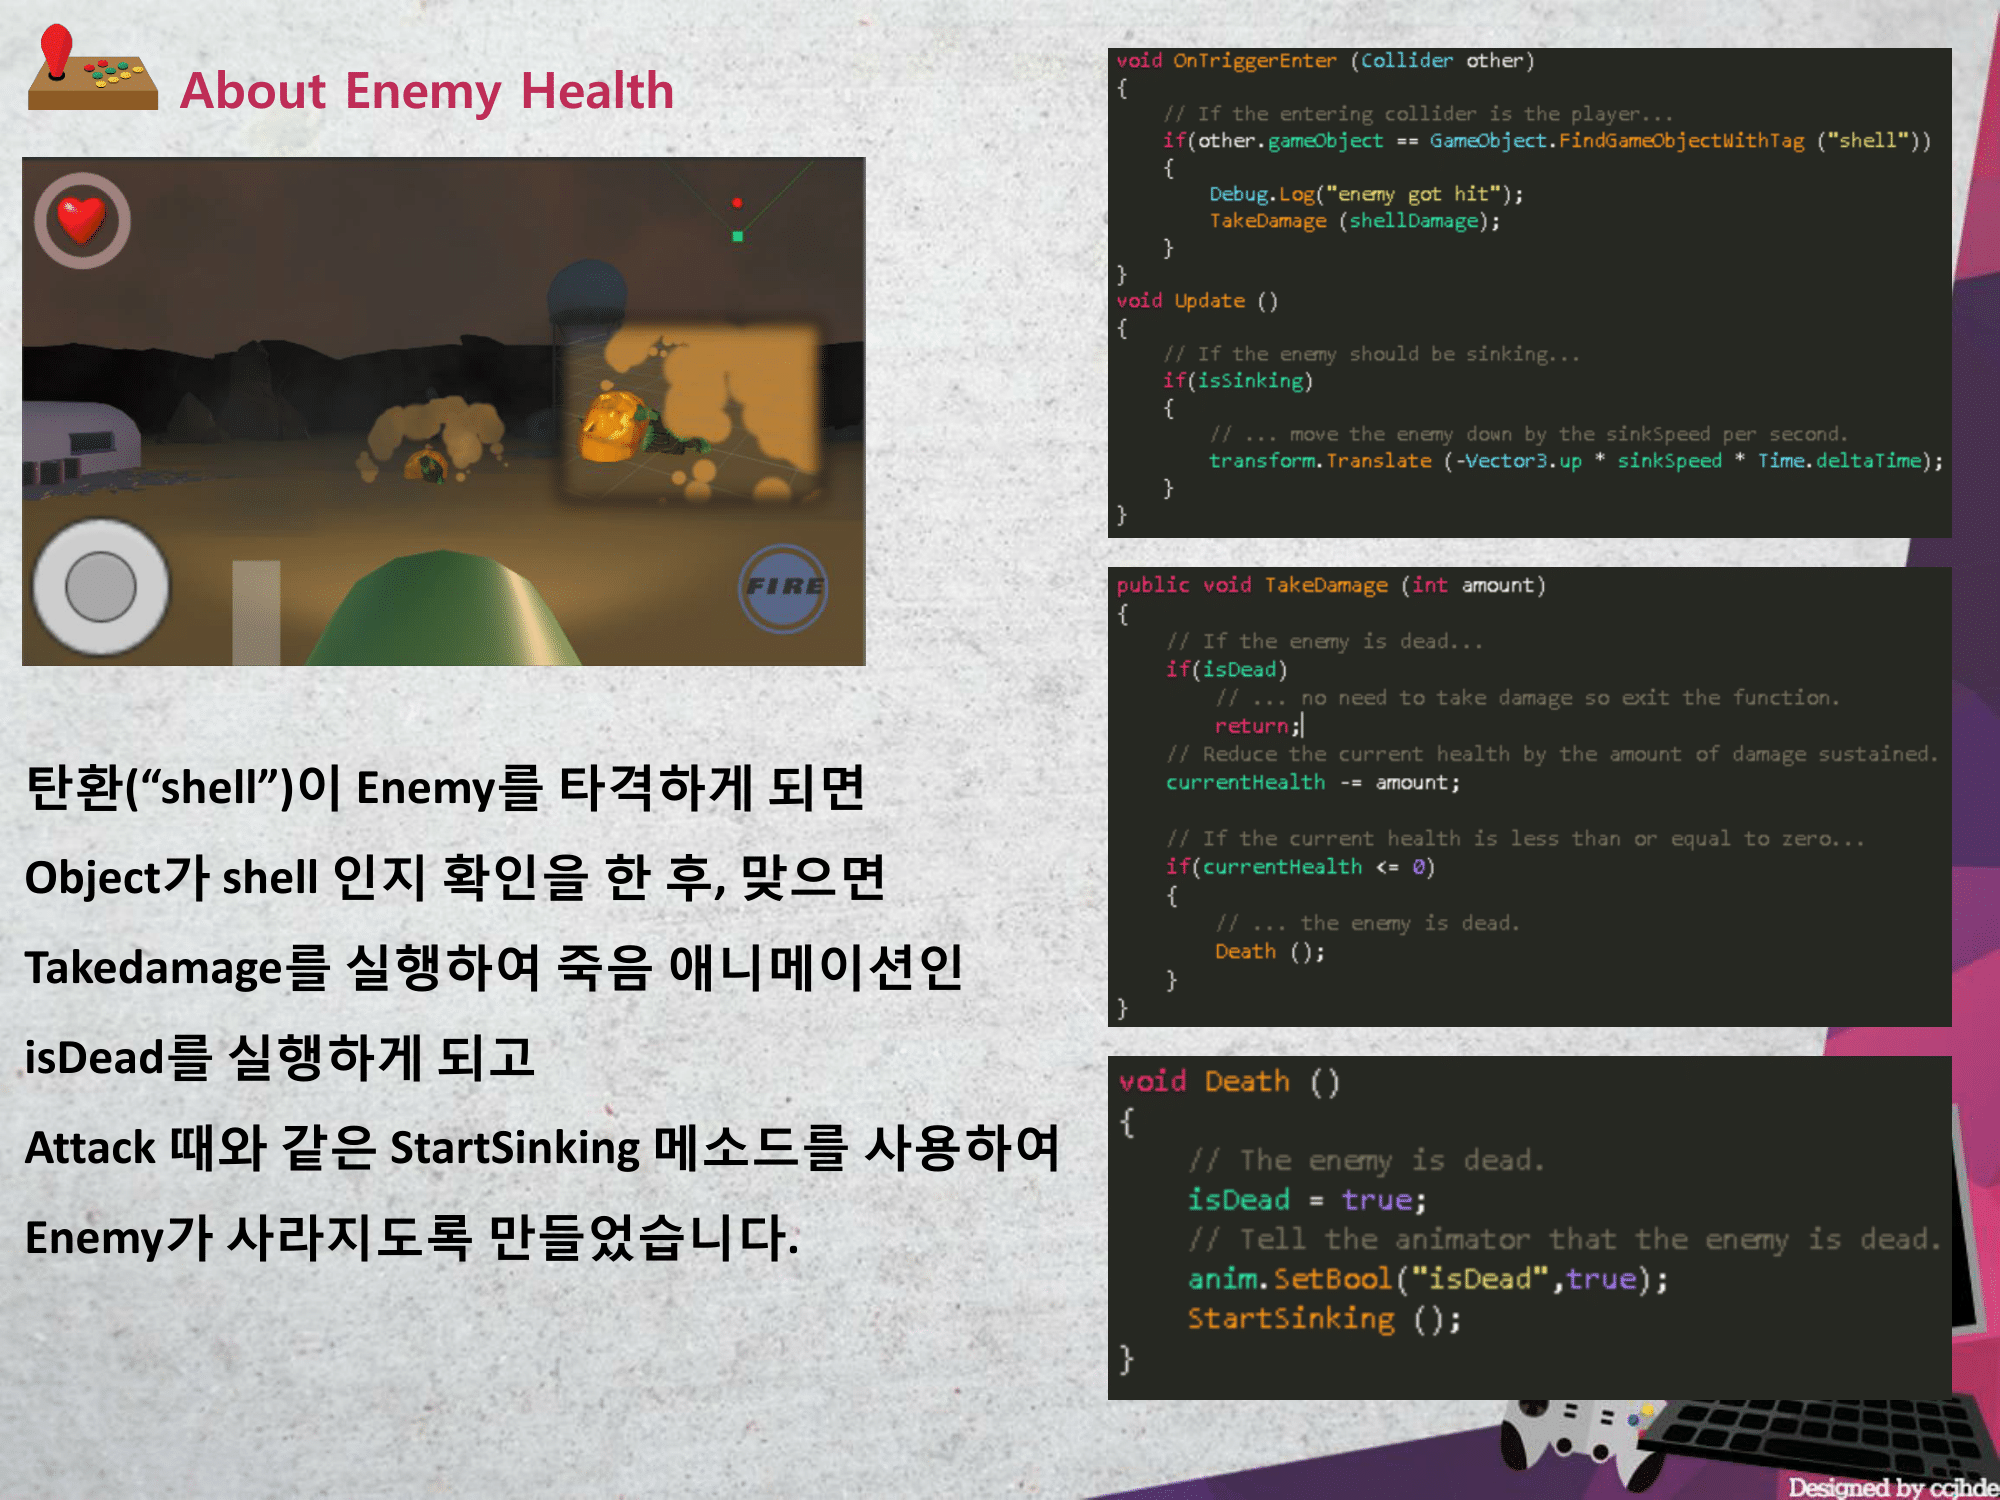 About Enemy Health
FIRE
탄환(“shell”)이 Enemy를 타격하게 되면
Object가 shell 인지 확인을 한 후, 맞으면
Takedamage를 실행하여 죽음 애니메이션인
isDead를 실행하게 되고
Attack 때와 같은 StartSinking 메소드를 사용하여
Enemy가 사라지도록 만들었습니다.
void OnTriggerEnter (Collider other)
{
// If the entering collider is the player...
if(other.gameObject == GameObject.FindGameObjectWithTag ("shell"))
{
Debug.Log("enemy got hit");
TakeDamage (shellDamage);
}
}
void Update ()
{
// If the enemy should be sinking...
if(isSinking)
{
// ... move the enemy down by the sinkSpeed per second.
transform.Translate (-Vector3.up * sinkSpeed * Time.deltaTime);
}
}
public void TakeDamage (int amount)
{
// If the enemy is dead...
if(isDead)
// ... no need to take damage so exit the function.
return;
// Reduce the current health by the amount of damage sustained.
currentHealth -= amount;
// If the current health is less than or equal to zero...
if(currentHealth <= 0)
{
// ... the enemy is dead.
Death ();
}
}
void Death ()
{
// The enemy is dead.
isDead = true;
// Tell the animator that the enemy is dead.
anim.SetBool("isDead",true);
StartSinking ();
}
Designed by ccjhde